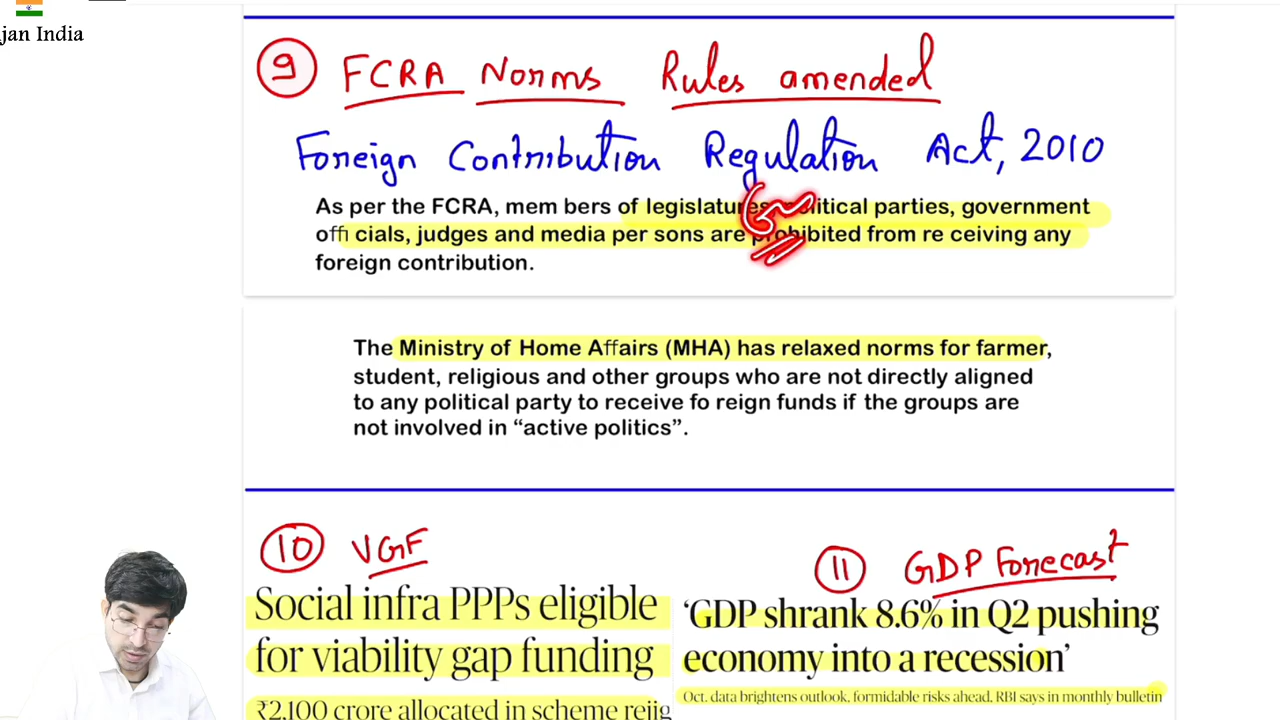 jan India
9 FCRA Norms Rules amended
Foreign Contribution Regulation Act, 2010
As per the FCRA, mem bers of legislatures political parties, government
offi cials, judges and media per sons are prohibited from re ceiving any
foreign contribution.
The Ministry of Home Affairs (MHA) has relaxed norms for farmer,
student, religious and other groups who are not directly aligned
to any political party to receive fo reign funds if the groups are
not involved in “active politics”.
10 VGF
Social infra PPPs eligible
for viability gap funding
₹2,100 crore allocated in scheme rejig
11 GDP Forecast
‘GDP shrank 8.6% in Q2 pushing
economy into a recession’
Oct. data brightens outlook, formidable risks ahead, RBI says in monthly bulletin